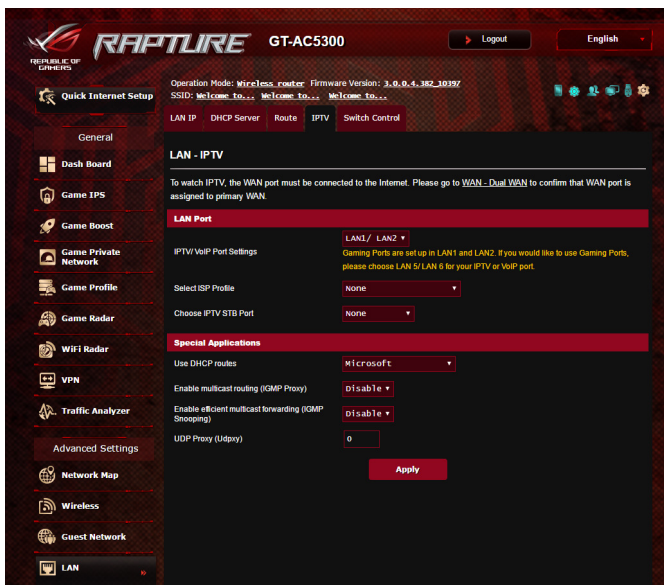 REPUBLIC OF
GAMERS
RAPTURE
GT-AC5300
Logout
English
Quick Internet Setup
Operation Mode: Wireless router Firmware Version: 3.0.0.4.382_10397
SSID: Welcome to... Welcome to... Welcome to...
LAN IP DHCP Server Route IPTV Switch Control
General
Dash Board
Game IPS
Game Boost
Game Private
Network
Game Profile
Game Radar
WiFi Radar
VPN
Traffic Analyzer
Advanced Settings
Network Map
Wireless
Guest Network
LAN
LAN - IPTV
To watch IPTV, the WAN port must be connected to the Internet. Please go to WAN - Dual WAN to confirm that WAN port is
assigned to primary WAN.
LAN Port
IPTV/ VoIP Port Settings
LAN1/ LAN2
Gaming Ports are set up in LAN1 and LAN2. If you would like to use Gaming Ports,
please choose LAN 5/ LAN 6 for your IPTV or VoIP port.
Select ISP Profile
None
Choose IPTV STB Port
None
Special Applications
Use DHCP routes
Microsoft
Enable multicast routing (IGMP Proxy)
Disable
Enable efficient multicast forwarding (IGMP
Snooping)
Disable
UDP Proxy (Udpxy)
0
Apply